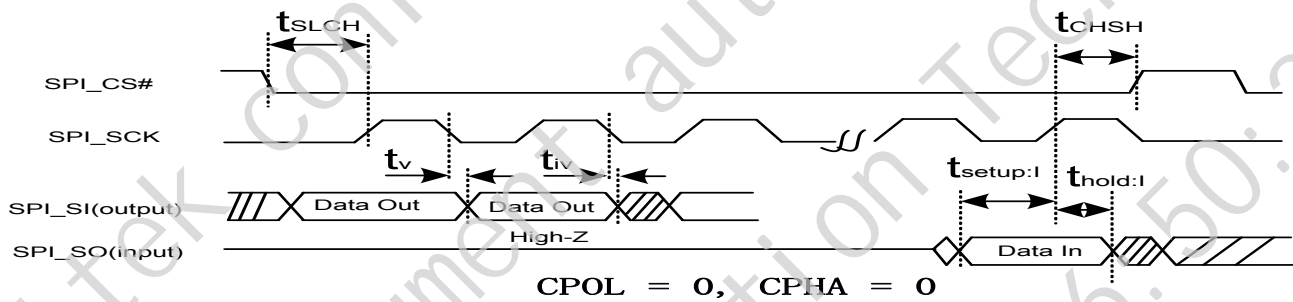 tSLCH
tCHSH
SPI_CS#
SPI_SCK
tv
tiv
tsetup:I
thold:I
SPI_SI(output)
Data Out
Data Out
High-Z
SPI_SO(input)
Data In
CPOL = 0, CPHA = 0